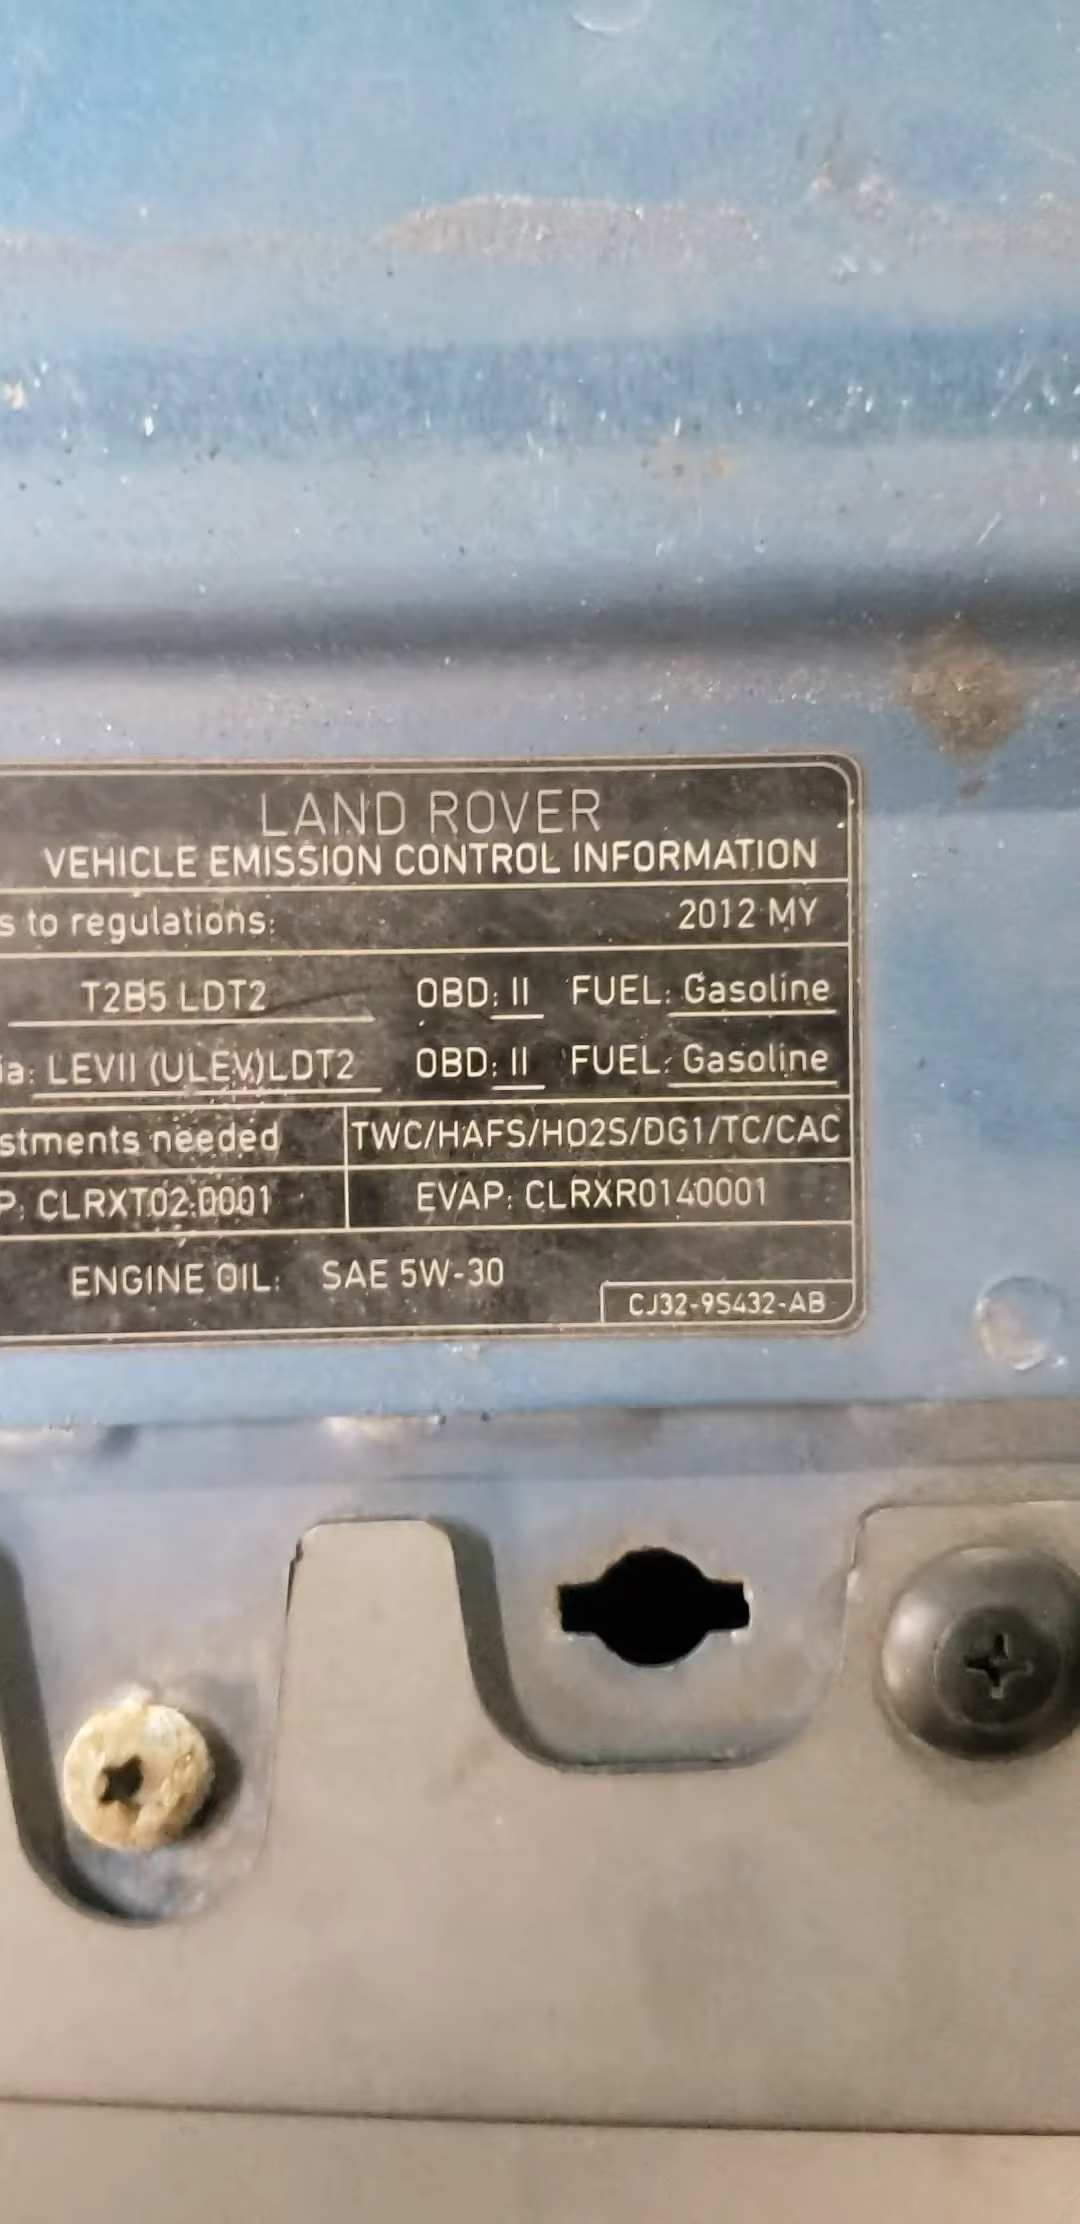 LAND ROVER
VEHICLE EMISSION CONTROL INFORMATION
s to regulations: 2012 MY
T2B5 LDT2 OBD: II FUEL: Gasoline
ia: LEVII (ULEV)LDT2 OBD: II FUEL: Gasoline
stments needed TWC/HAFS/HO2S/DG1/TC/CAC
P: CLRXT02.0001 EVAP: CLRXR0140001
ENGINE OIL: SAE 5W-30
CJ32-9S432-AB